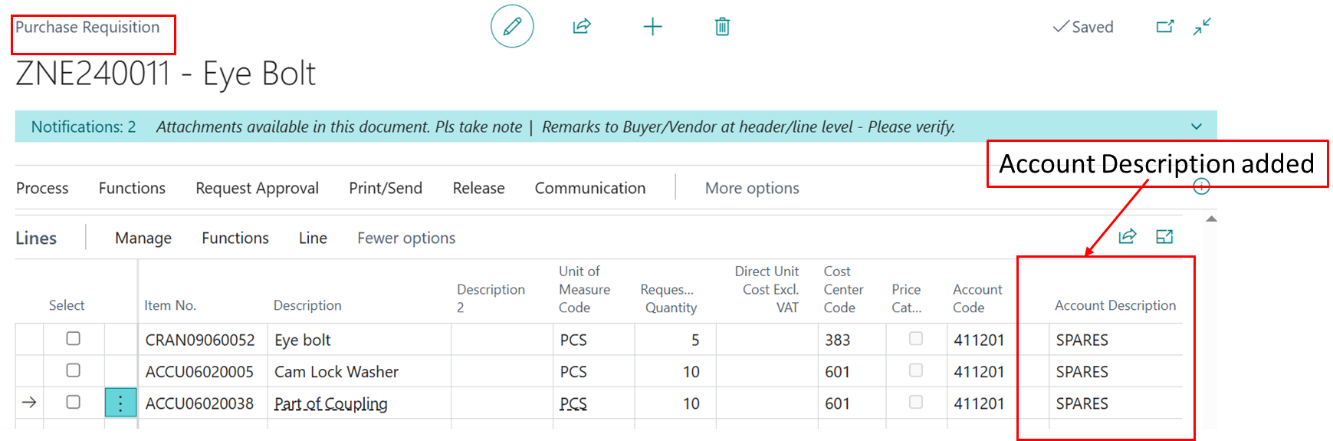 Purchase Requisition
Saved
ZNE240011 - Eye Bolt
Notifications: 2 Attachments available in this document. Pls take note | Remarks to Buyer/Vendor at header/line level - Please verify.
Account Description added
Process Functions Request Approval Print/Send Release Communication More options
Lines Manage Functions Line Fewer options
Select Item No. Description Description 2 Unit of Measure Code Reques... Quantity Direct Unit Cost Excl. VAT Cost Center Code Price Cat... Account Code Account Description
CRAN09060052 Eye bolt PCS 5 383 411201 SPARES
ACCU06020005 Cam Lock Washer PCS 10 601 411201 SPARES
ACCU06020038 Part of Coupling PCS 10 601 411201 SPARES